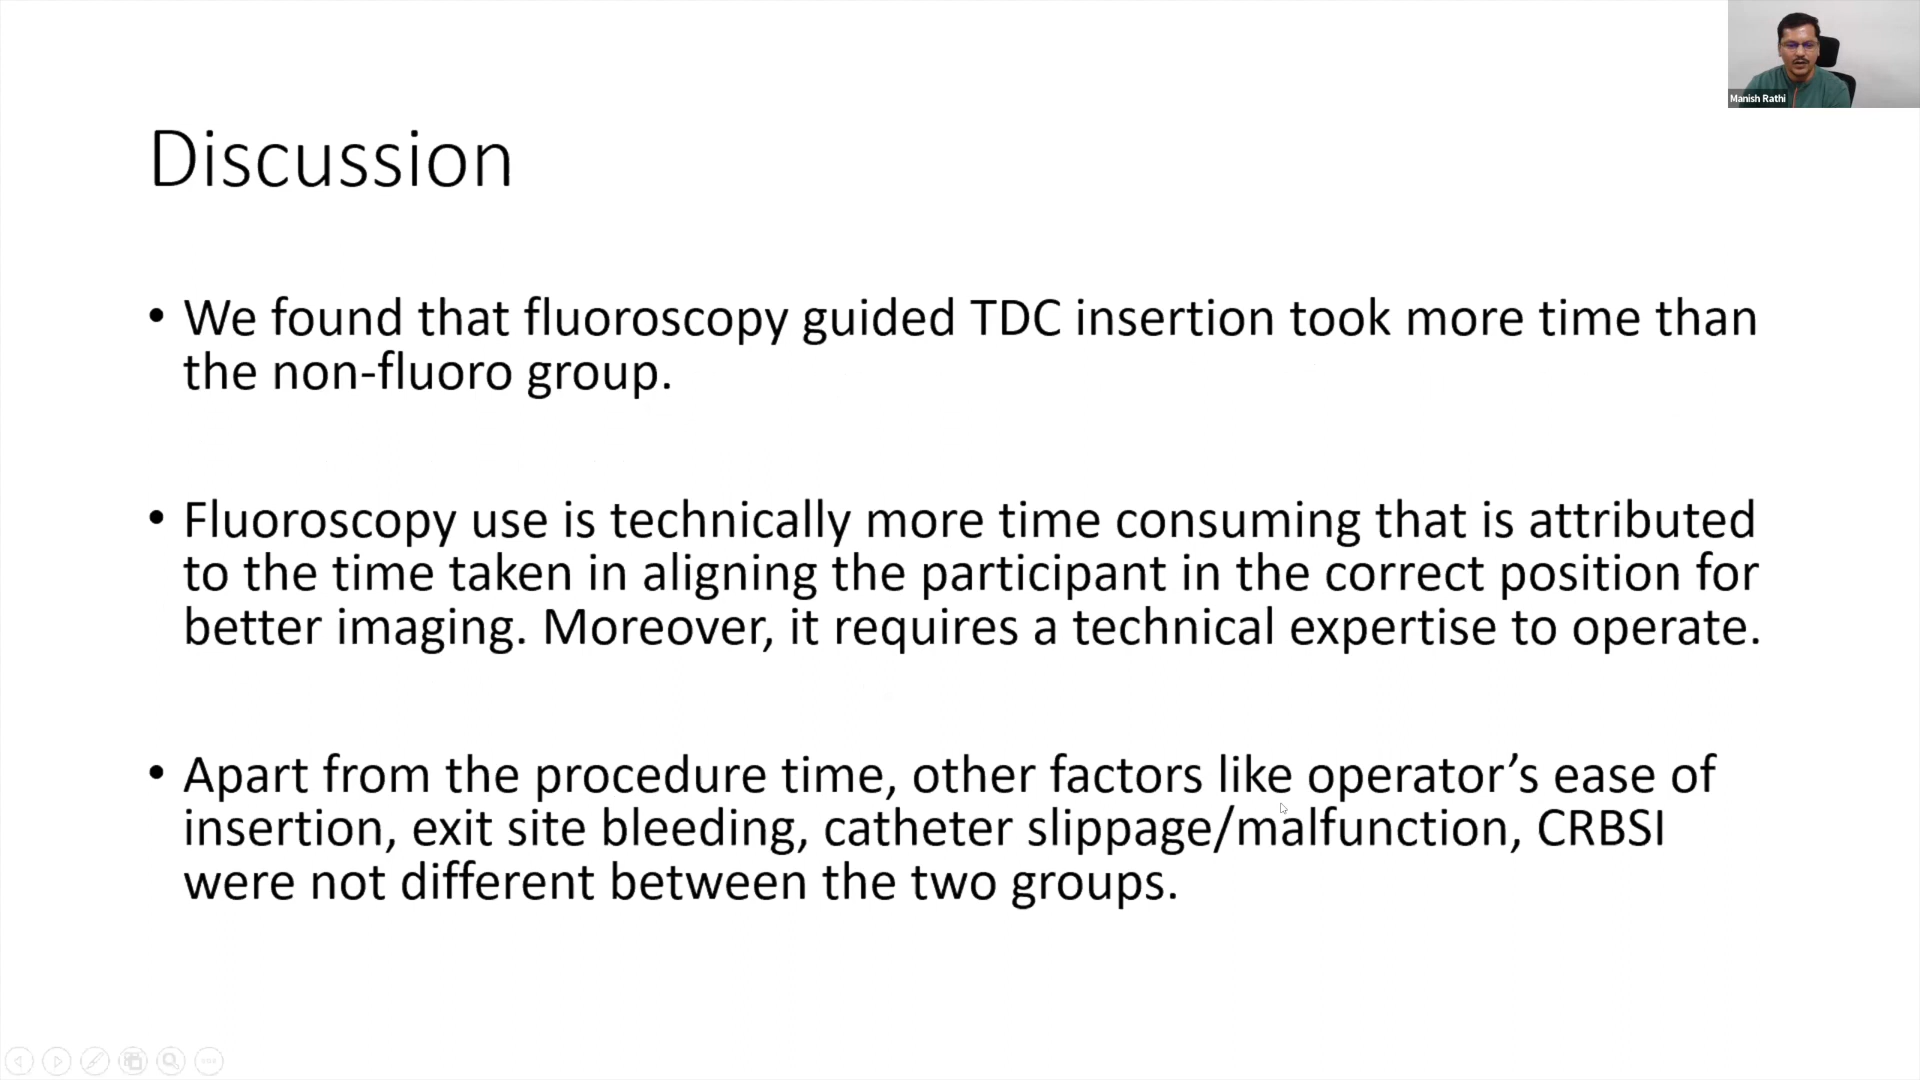 Manish Rathi
Discussion
• We found that fluoroscopy guided TDC insertion took more time than
the non-fluoro group.
• Fluoroscopy use is technically more time consuming that is attributed
to the time taken in aligning the participant in the correct position for
better imaging. Moreover, it requires a technical expertise to operate.
• Apart from the procedure time, other factors like operator’s ease of
insertion, exit site bleeding, catheter slippage/malfunction, CRBSI
were not different between the two groups.